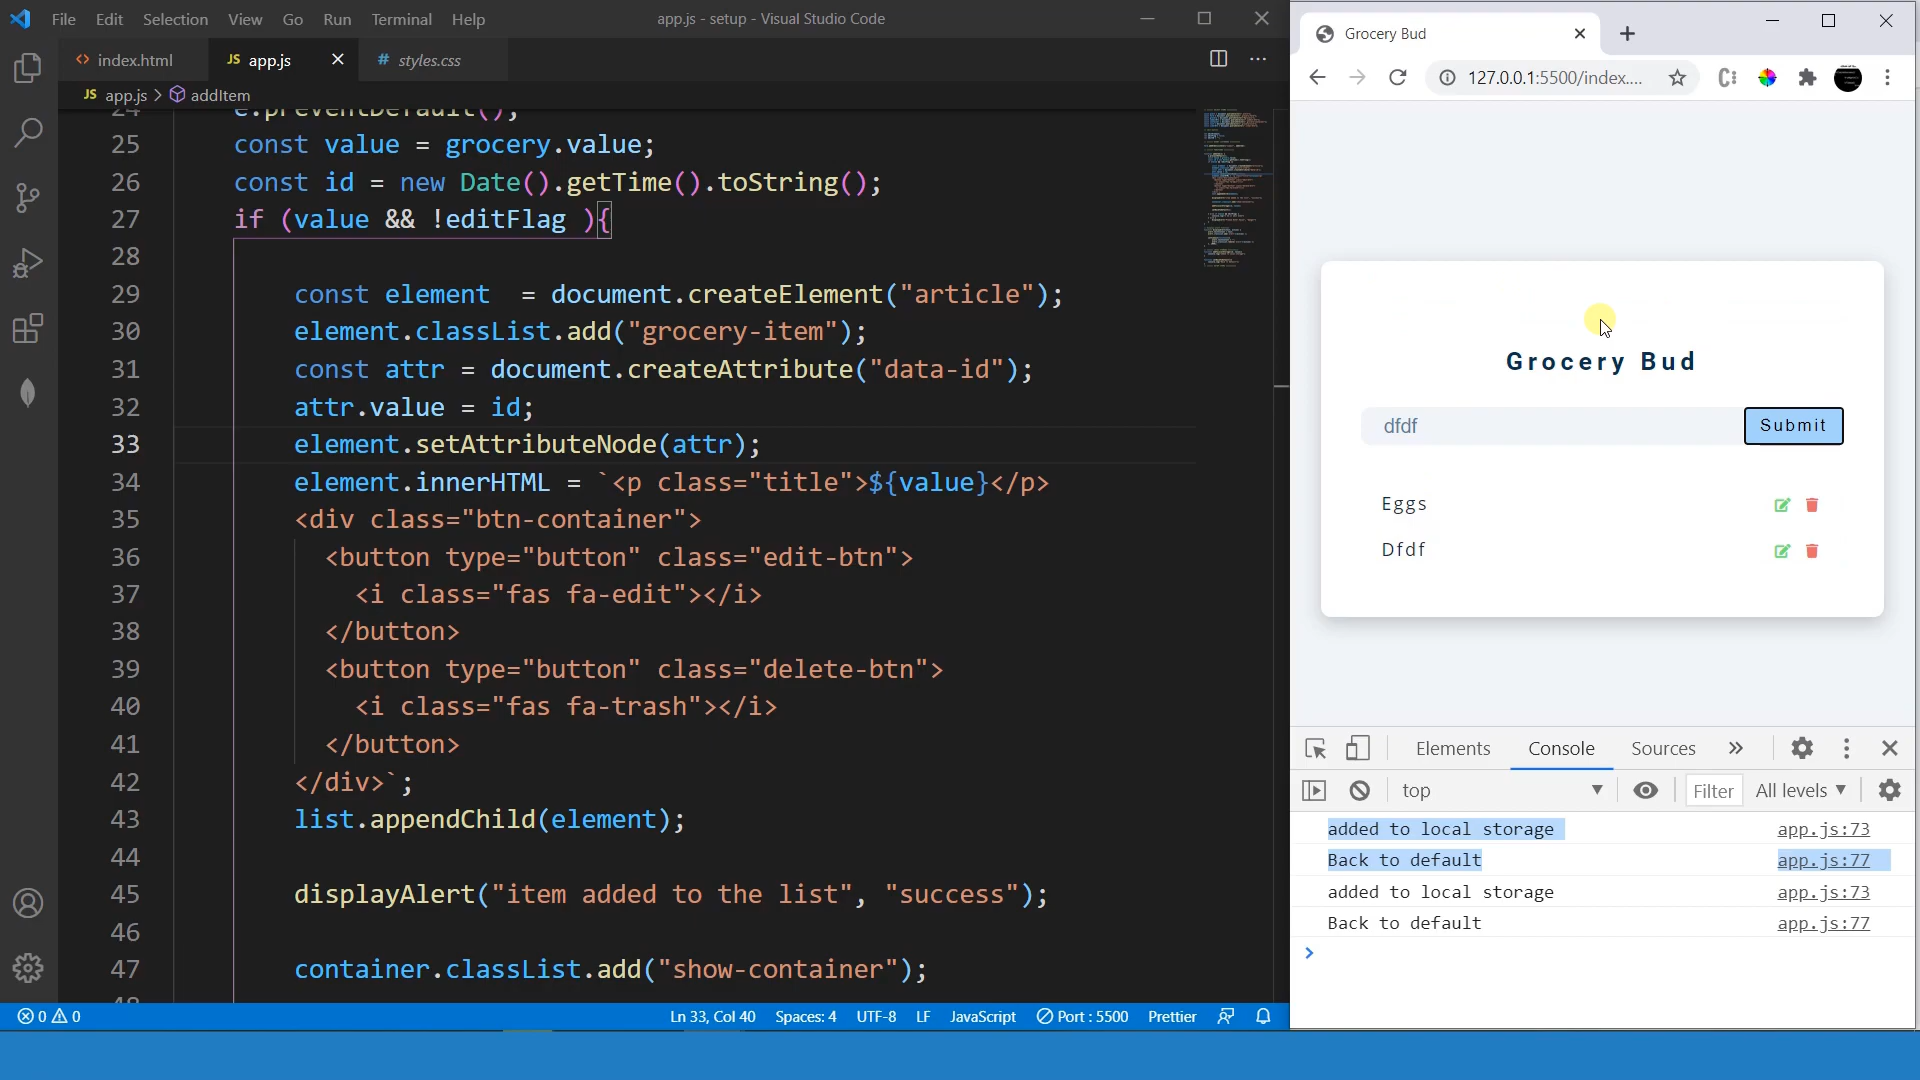 File Edit Selection View Go Run Terminal Help
app.js - setup - Visual Studio Code
<> index.html
JS app.js
# styles.css
JS app.js > addItem
24 e.preventDefault();
25 const value = grocery.value;
26 const id = new Date().getTime().toString();
27 if (value && !editFlag ){
28
29 const element  = document.createElement("article");
30 element.classList.add("grocery-item");
31 const attr = document.createAttribute("data-id");
32 attr.value = id;
33 element.setAttributeNode(attr);
34 element.innerHTML = `<p class="title">${value}</p>
35 <div class="btn-container">
36 <button type="button" class="edit-btn">
37 <i class="fas fa-edit"></i>
38 </button>
39 <button type="button" class="delete-btn">
40 <i class="fas fa-trash"></i>
41 </button>
42 </div>`;
43 list.appendChild(element);
44
45 displayAlert("item added to the list", "success");
46
47 container.classList.add("show-container");
48
0 0
Ln 33, Col 40 Spaces: 4 UTF-8 LF JavaScript Port : 5500 Prettier
Grocery Bud
127.0.0.1:5500/index....
Grocery Bud
dfdf
Submit
Eggs
Dfdf
Elements Console Sources »
top Filter All levels
added to local storage app.js:73
Back to default app.js:77
added to local storage app.js:73
Back to default app.js:77